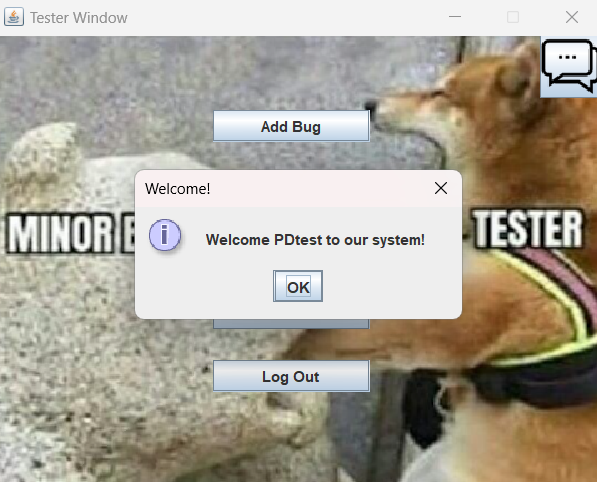 Tester Window
...
Add Bug
Welcome!
MINOR
TESTER
i
Welcome PDtest to our system!
OK
Log Out